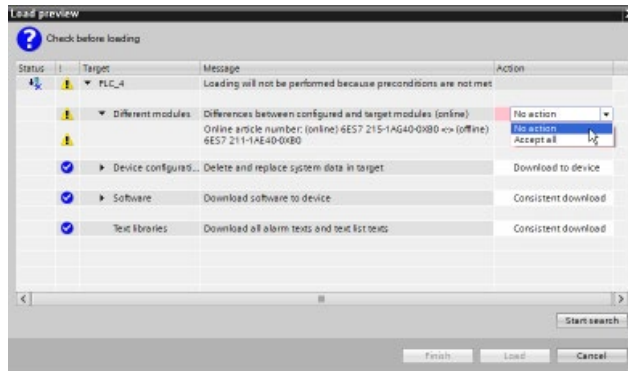 Load preview
Check before loading
Status ! Target Message Action
PLC_4 Loading will not be performed because preconditions are not met
Different modules Differences between configured and target modules (online) No action
Online article number: (online) 6ES7 215-1AG40-0XB0 <-> (offline) No action
6ES7 211-1AE40-0XB0 Accept all
Device configurati... Delete and replace system data in target Download to device
Software Download software to device Consistent download
Text libraries Download all alarm texts and text list texts Consistent download
Start search
Finish Load Cancel